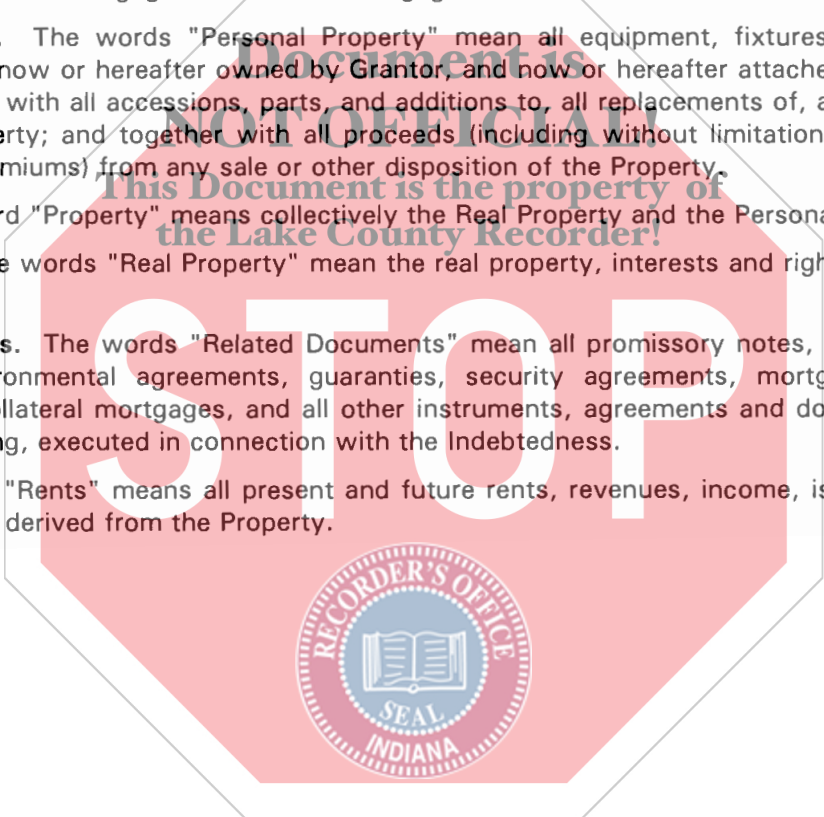 . The words "Personal Property" mean all equipment, fixtures
Document is
now or hereafter owned by Grantor, and now or hereafter attache
with all accessions, parts, and additions to, all replacements of, a
NOT OFFICIAL!
erty; and together with all proceeds (including without limitation
miums) from any sale or other disposition of the Property.
This Document is the property of
rd "Property" means collectively the Real Property and the Persona
the Lake County Recorder!
e words "Real Property" mean the real property, interests and righ
s. The words "Related Documents" mean all promissory notes,
ronmental agreements, guaranties, security agreements, mortg
llateral mortgages, and all other instruments, agreements and do
STOP
ng, executed in connection with the Indebtedness.
"Rents" means all present and future rents, revenues, income, is
derived from the Property.
RECORDER'S OFFICE
SEAL
INDIANA